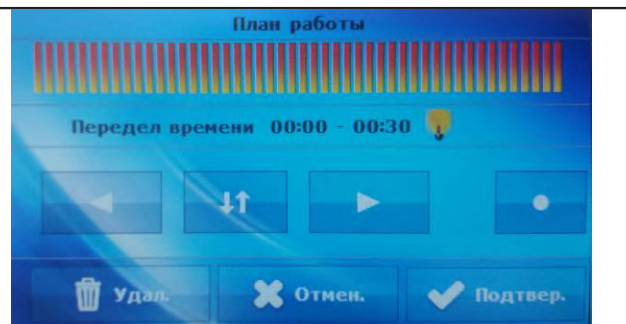 План работы
Передел времени 00:00 - 00:30
Удал.
Отмен.
Подтвер.